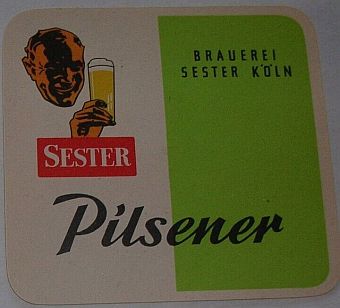 BRAUEREI
SESTER KÖLN
SESTER
Pilsener